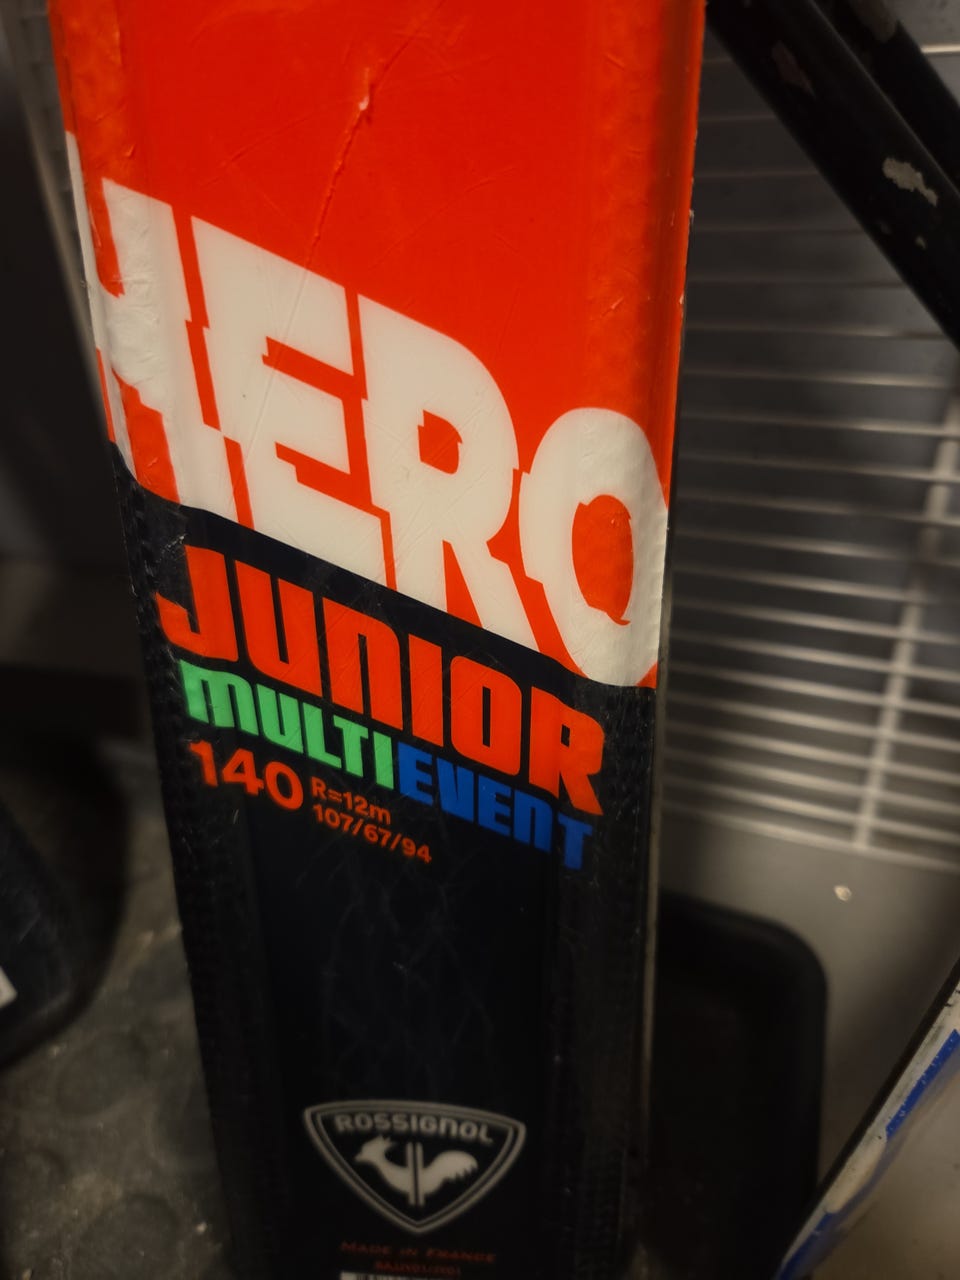 HERO
JUNIOR
MULTIEVENT
140 R=12m
107/67/94
ROSSIGNOL
MADE IN FRANCE